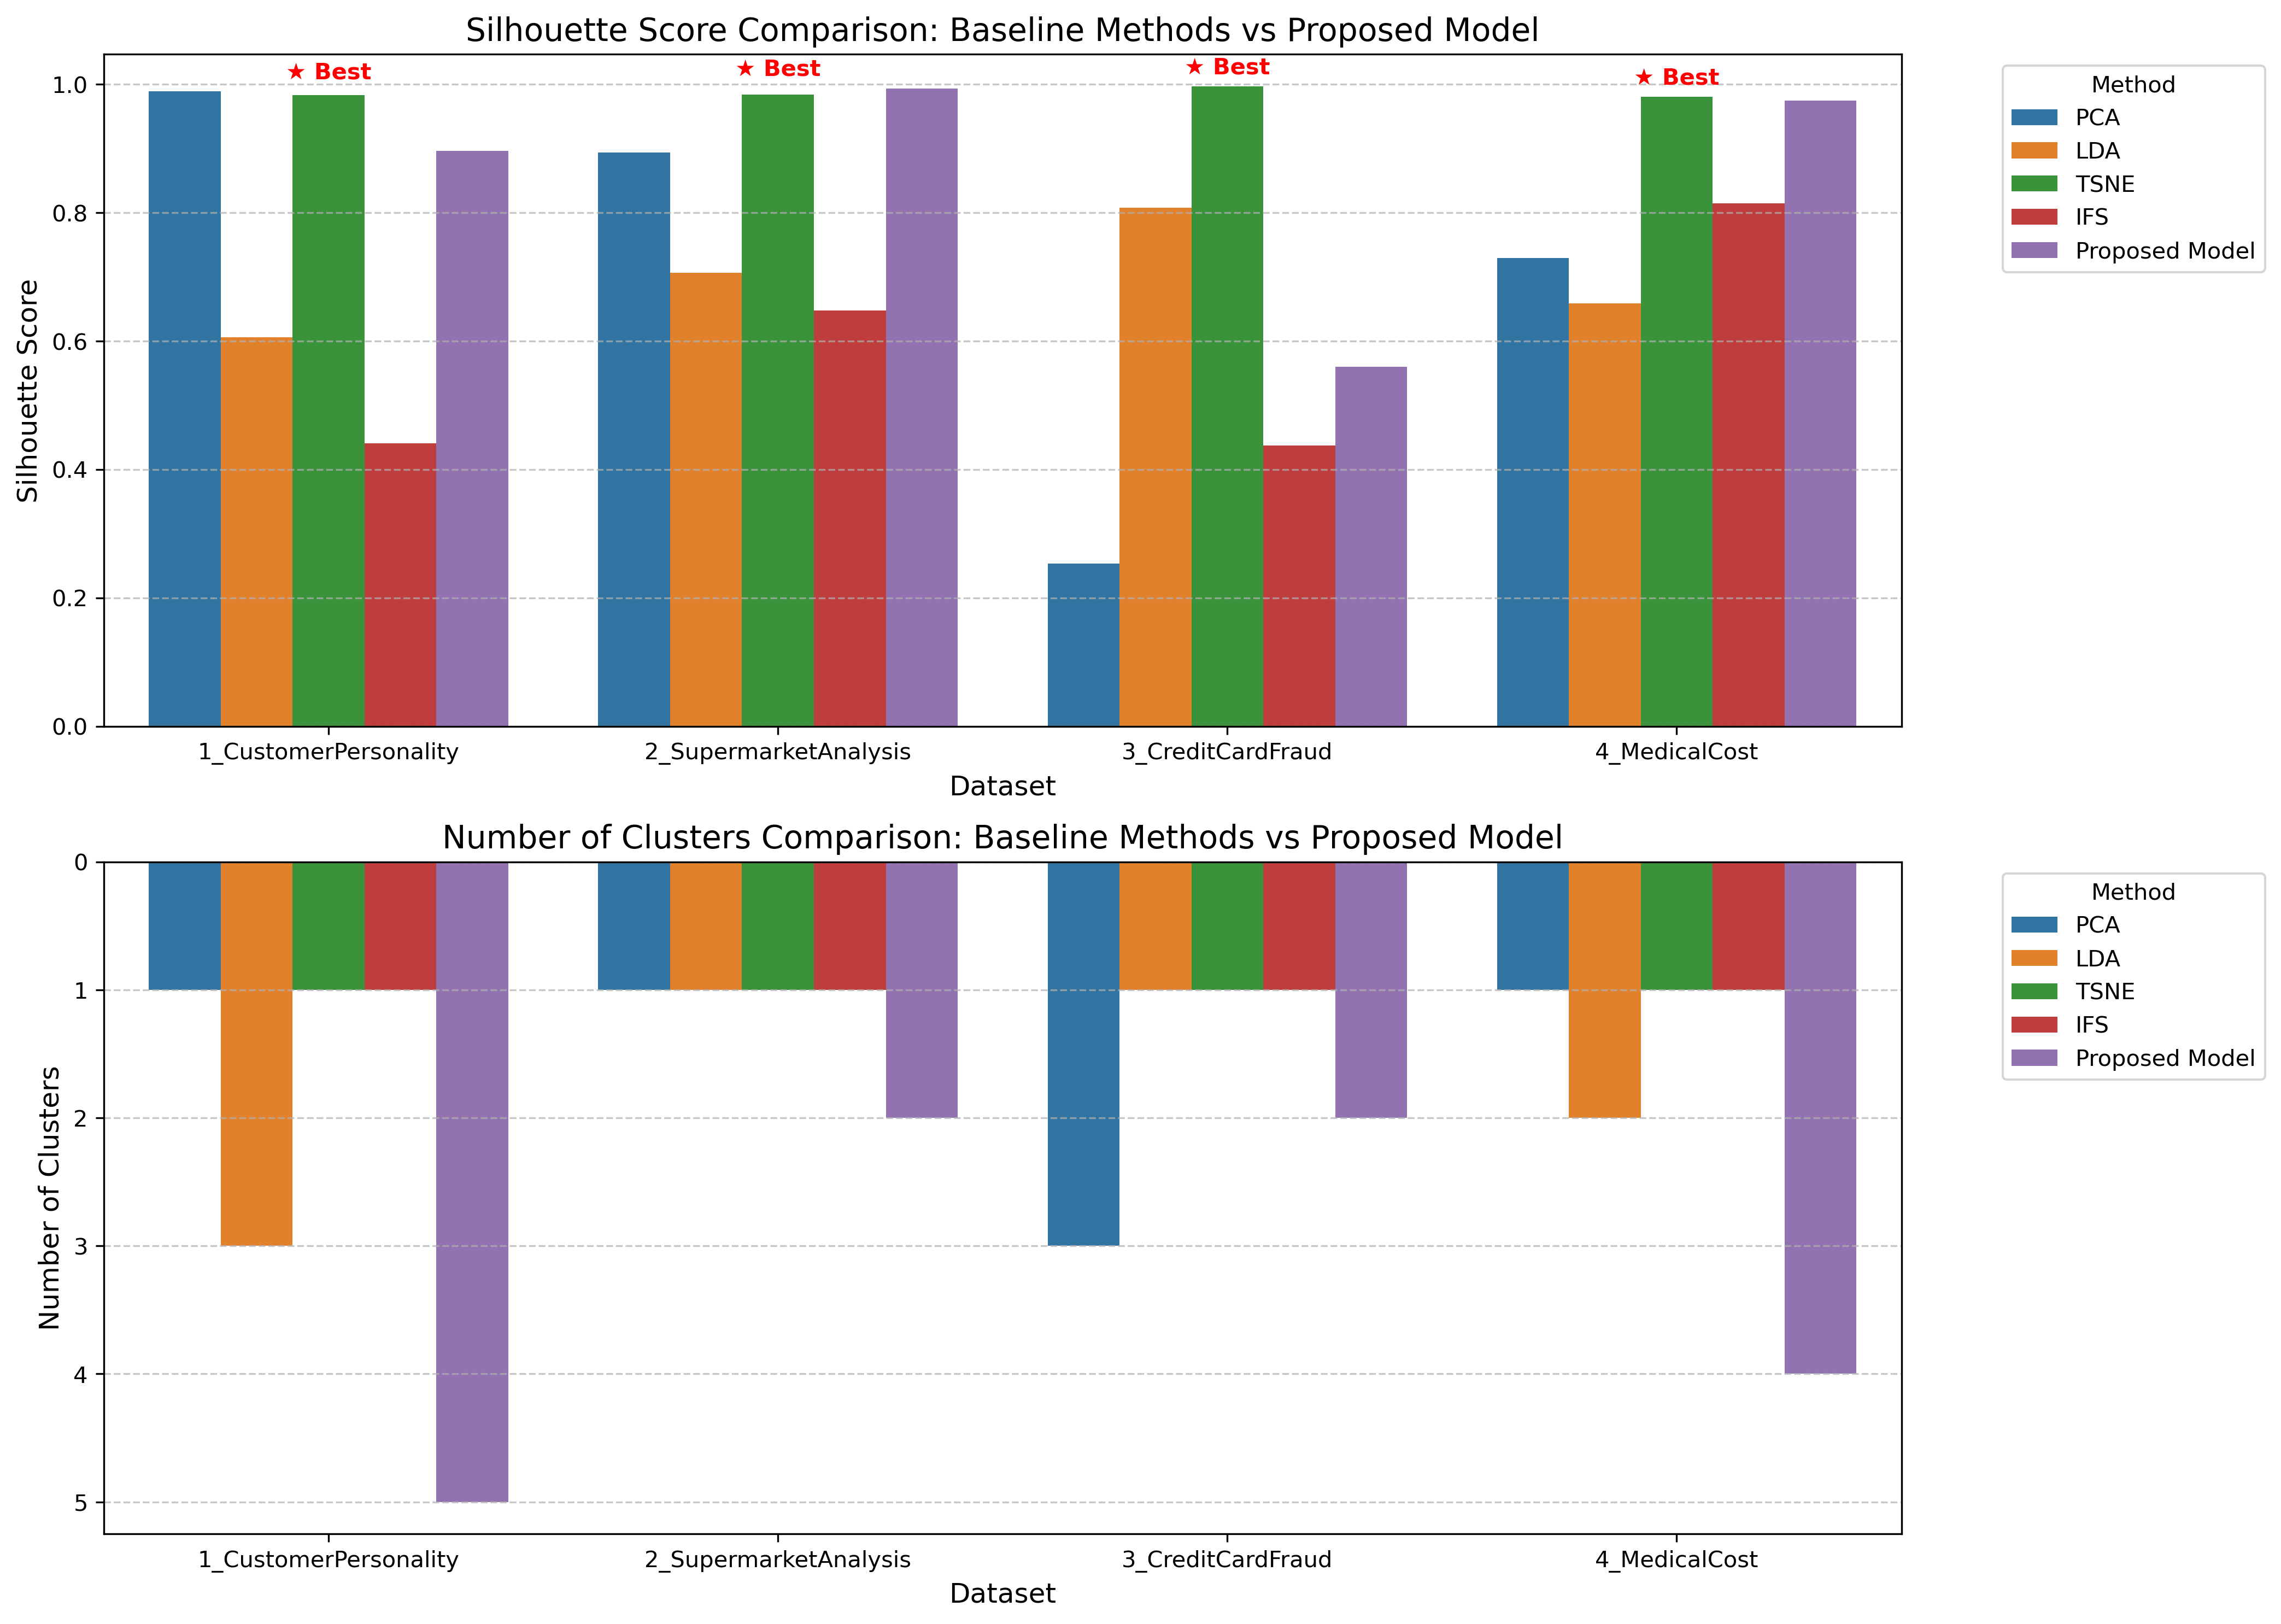 Silhouette Score Comparison: Baseline Methods vs Proposed Model
★ Best
★ Best
★ Best
★ Best
1.0
0.8
0.6
0.4
0.2
0.0
Silhouette Score
1_CustomerPersonality
2_SupermarketAnalysis
3_CreditCardFraud
4_MedicalCost
Dataset
Method
PCA
LDA
TSNE
IFS
Proposed Model
Number of Clusters Comparison: Baseline Methods vs Proposed Model
0
1
2
3
4
5
Number of Clusters
1_CustomerPersonality
2_SupermarketAnalysis
3_CreditCardFraud
4_MedicalCost
Dataset
Method
PCA
LDA
TSNE
IFS
Proposed Model